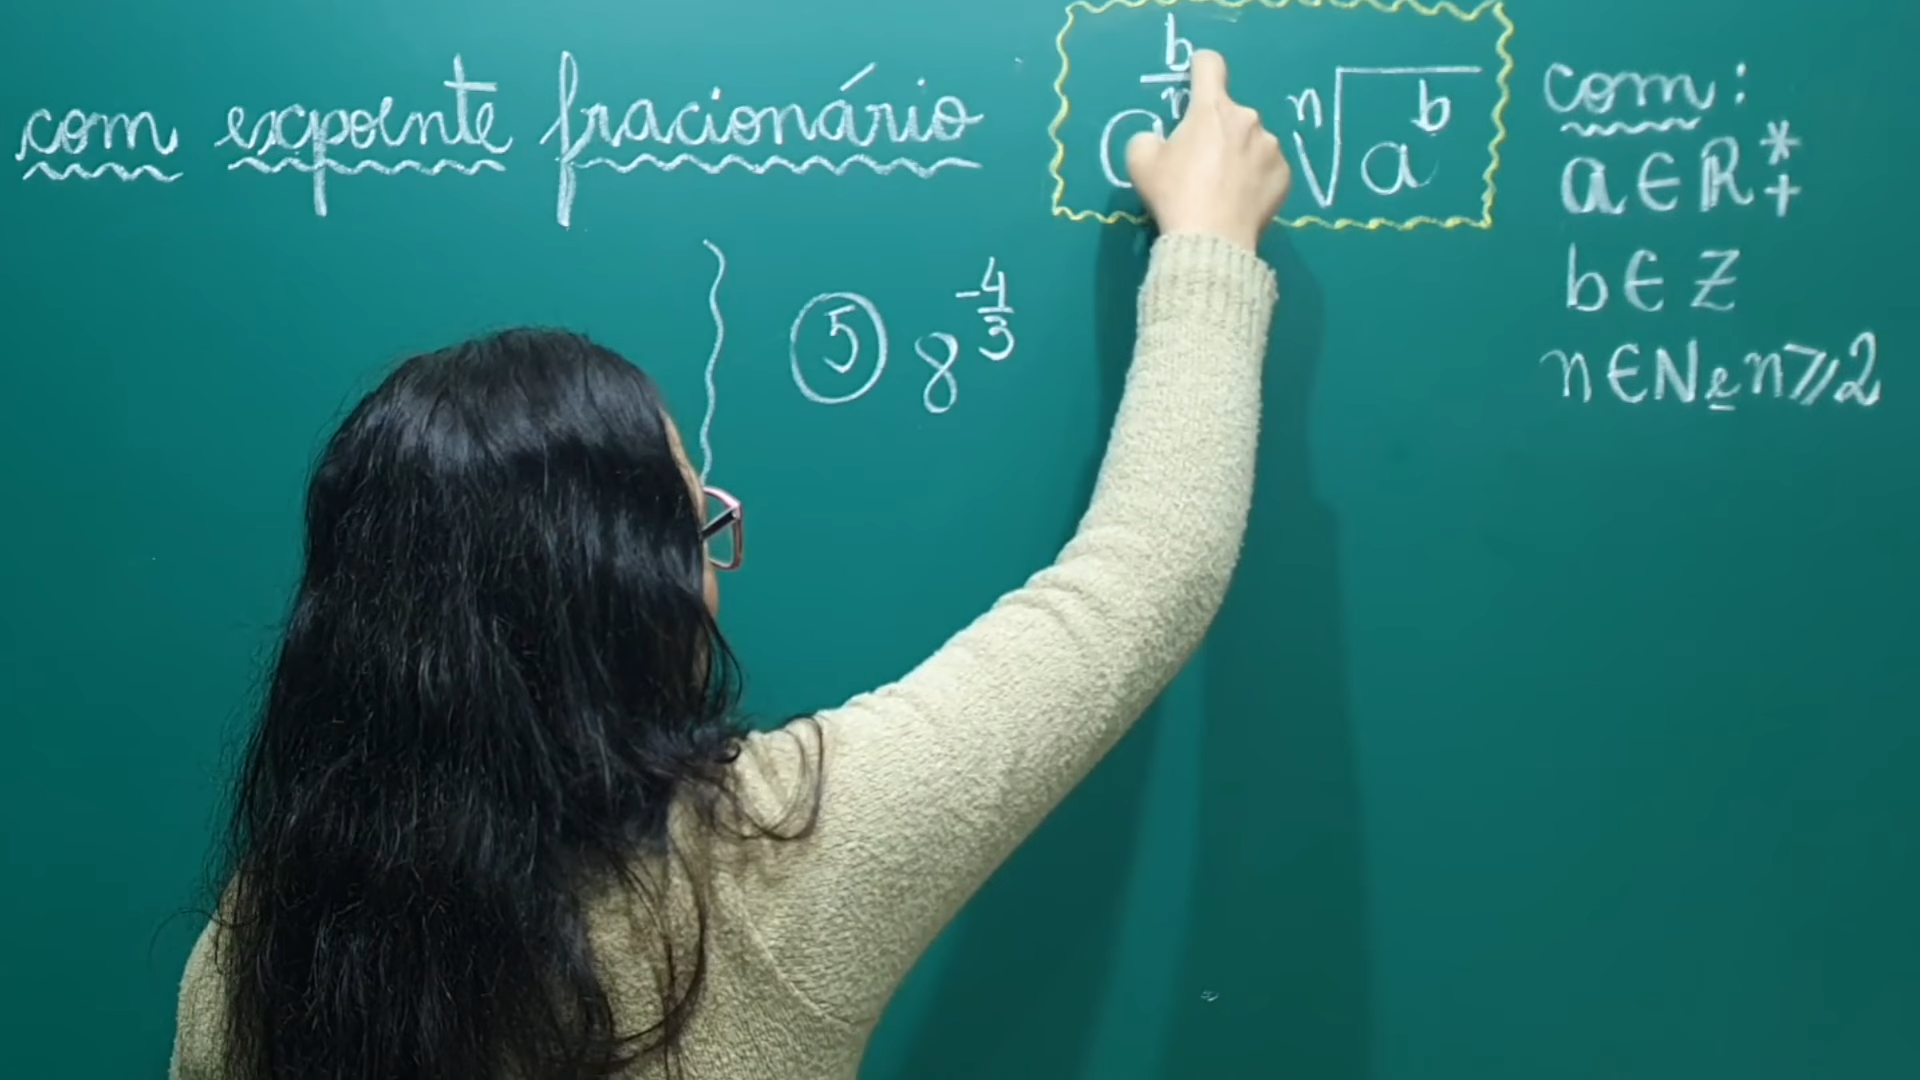 com expoente fracionário
a^(b/n) ⁿ√(a^b)
com:
a ∈ R*+
b ∈ Z
n ∈ N e n ⩾ 2
5 8^(-4/3)